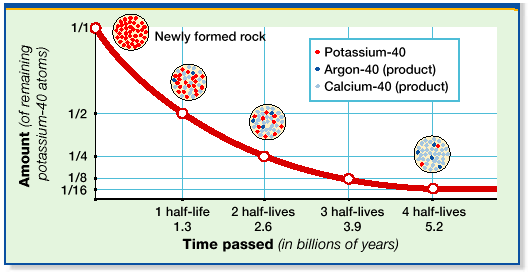 1/1
Newly formed rock
Potassium-40
Argon-40 (product)
Calcium-40 (product)
Amount (of remaining
potassium-40 atoms)
1/2
1/4
1/8
1/16
1 half-life 2 half-lives 3 half-lives 4 half-lives
1.3 2.6 3.9 5.2
Time passed (in billions of years)